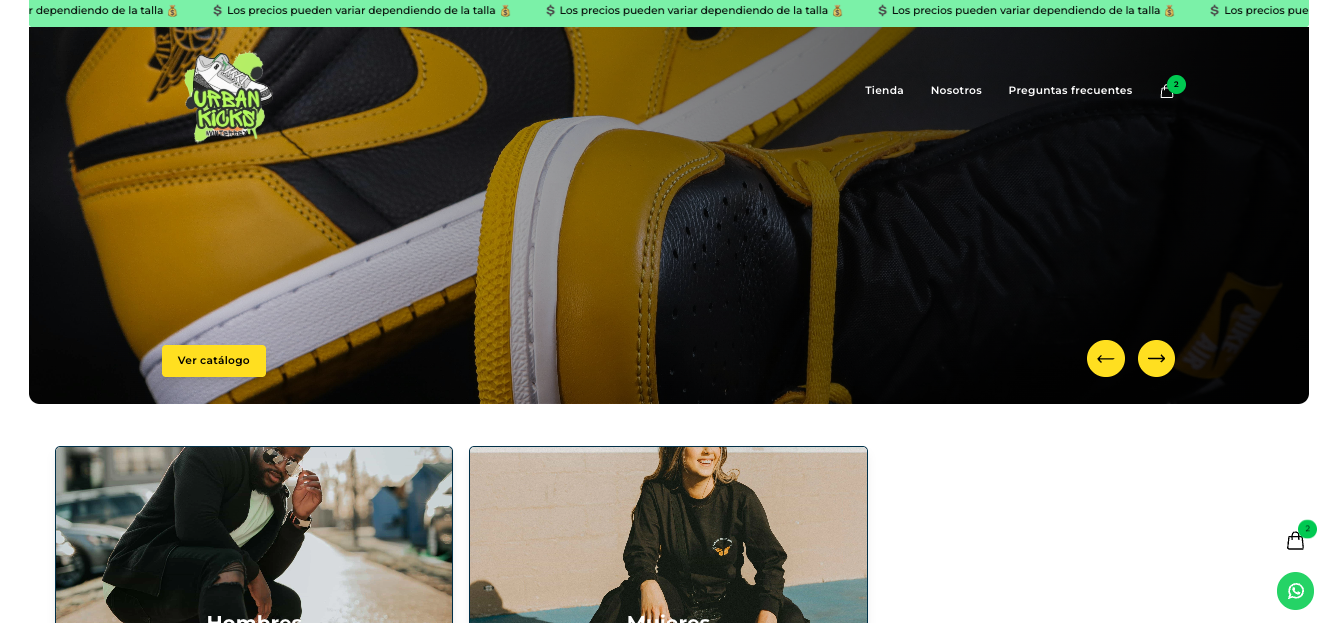 r dependiendo de la talla 💰 💲 Los precios pueden variar dependiendo de la talla 💰 💲 Los precios pueden variar dependiendo de la talla 💰 💲 Los precios pueden variar dependiendo de la talla 💰 💲 Los precios pue
URBAN
KICKS
Tienda Nosotros Preguntas frecuentes 2
Ver catálogo
NIKE
2
Hombres Mujeres